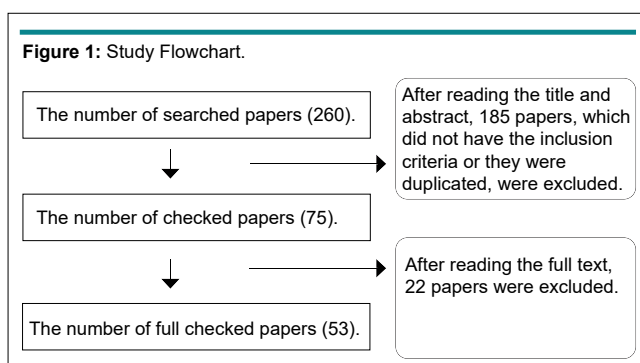 Figure 1: Study Flowchart.
The number of searched papers (260).
After reading the title and
abstract, 185 papers, which
did not have the inclusion
criteria or they were
duplicated, were excluded.
The number of checked papers (75).
After reading the full text,
22 papers were excluded.
The number of full checked papers (53).